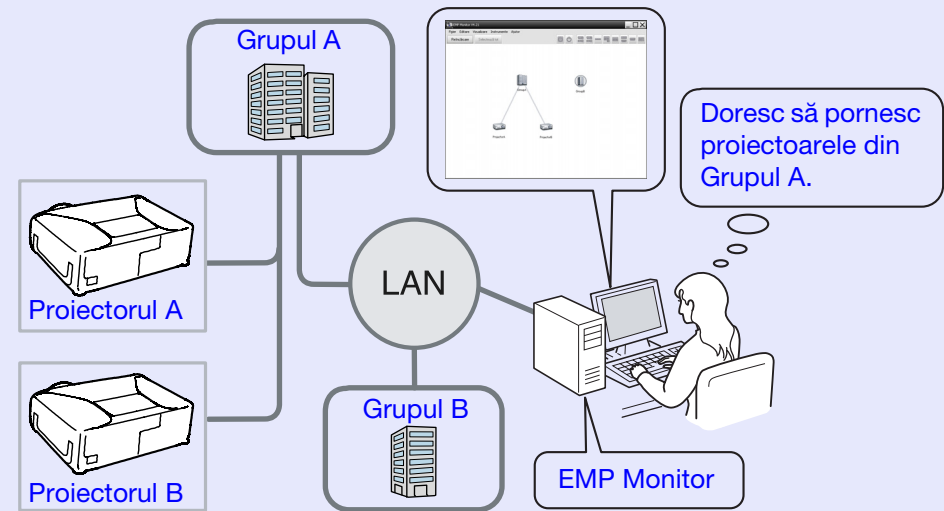 Grupul A
Doresc să pornesc
proiectoarele din
Grupul A.
Proiectorul A
LAN
Proiectorul B
Grupul B
EMP Monitor